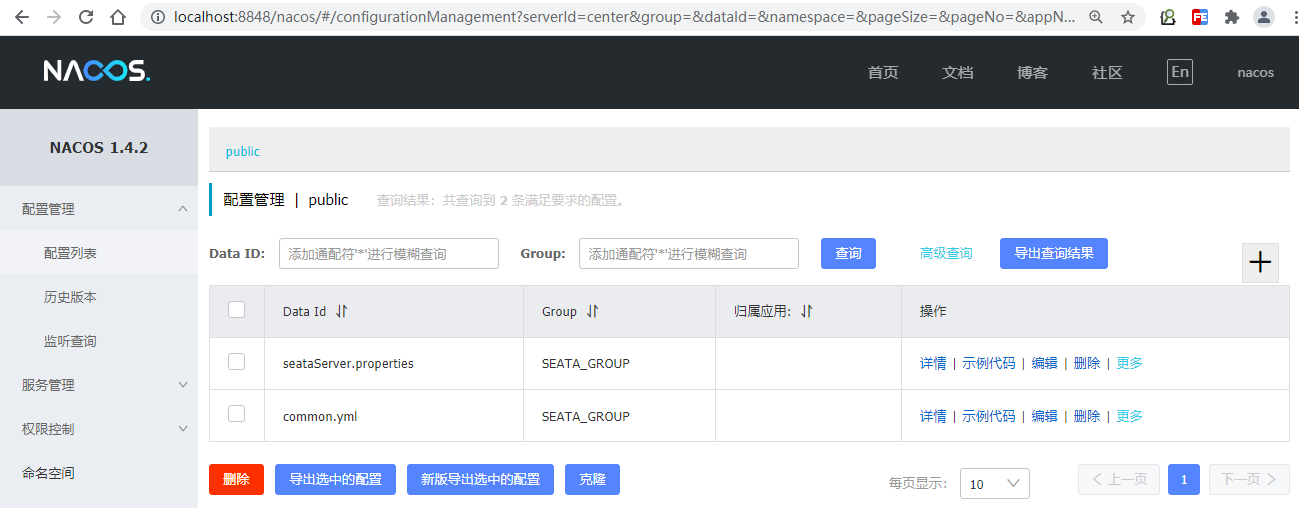 localhost:8848/nacos/#/configurationManagement?serverId=center&group=&dataId=&namespace=&pageSize=&pageNo=&appN...
NACOS. 首页 文档 博客 社区 En nacos
NACOS 1.4.2
配置管理
配置列表
历史版本
监听查询
服务管理
权限控制
命名空间
public
配置管理 | public 查询结果：共查询到 2 条满足要求的配置。
Data ID: 添加通配符'*'进行模糊查询 Group: 添加通配符'*'进行模糊查询 查询 高级查询 导出查询结果 +
Data Id Group 归属应用: 操作
seataServer.properties SEATA_GROUP 详情 | 示例代码 | 编辑 | 删除 | 更多
common.yml SEATA_GROUP 详情 | 示例代码 | 编辑 | 删除 | 更多
删除 导出选中的配置 新版导出选中的配置 克隆 每页显示: 10 上一页 1 下一页